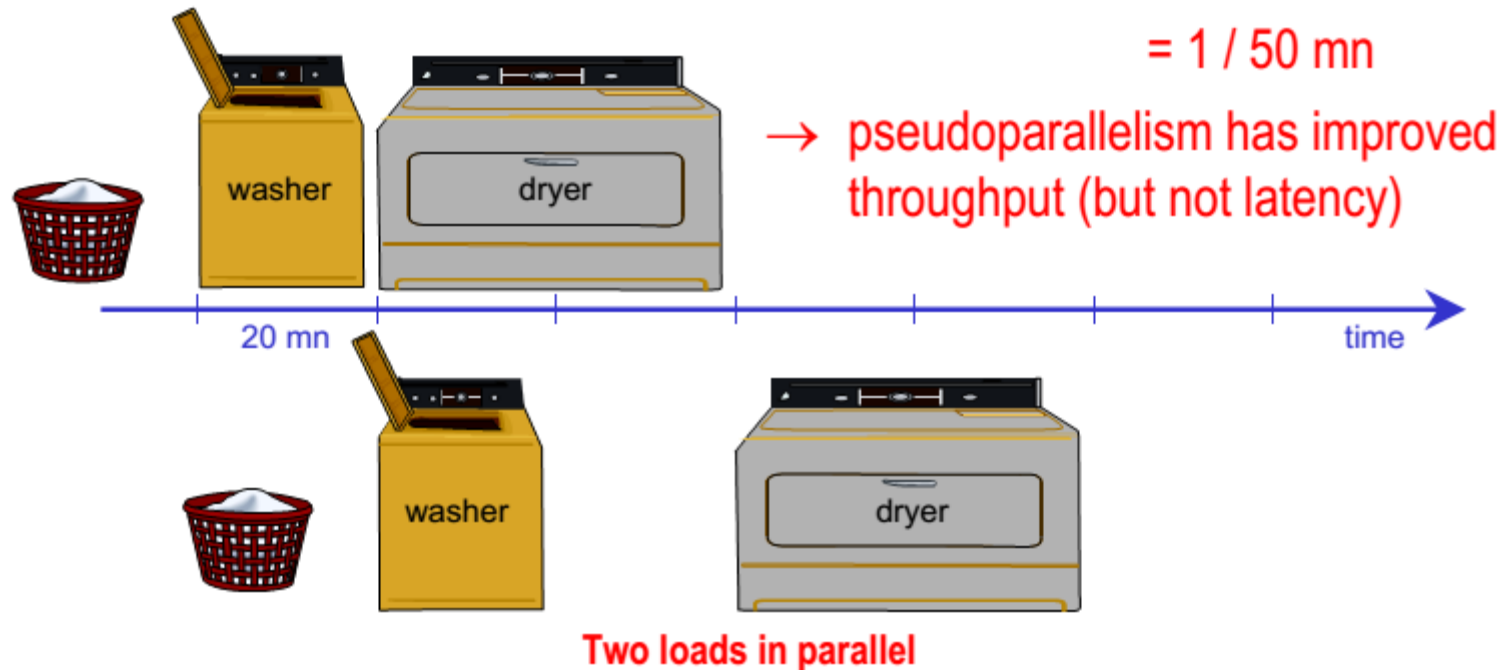 = 1 / 50 mn
→ pseudoparallelism has improved
throughput (but not latency)
washer
dryer
20 mn
time
washer
dryer
Two loads in parallel